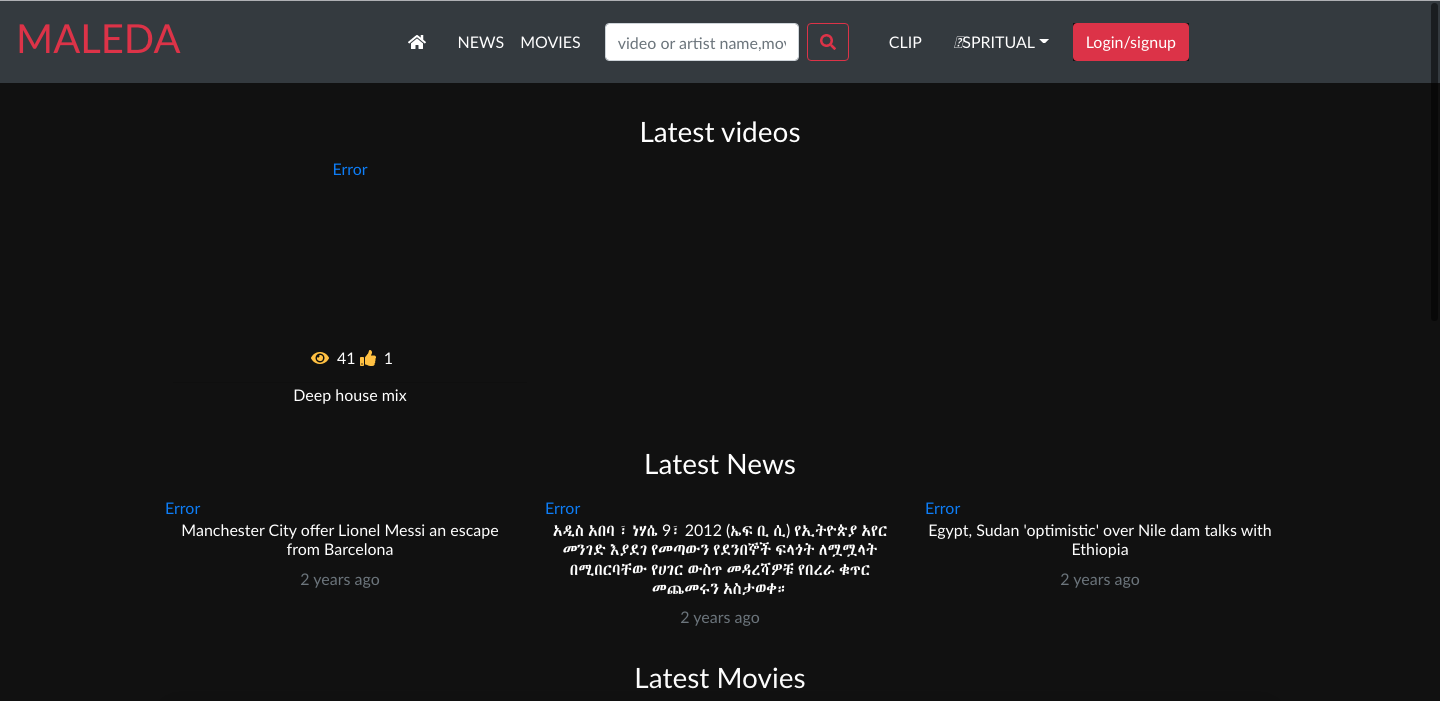 MALEDA
NEWS MOVIES
video or artist name,mov
CLIP
SPRITUAL
Login/signup
Latest videos
Error
41 1
Deep house mix
Latest News
Error
Manchester City offer Lionel Messi an escape
from Barcelona
2 years ago
Error
አዲስ አበባ ፣ ነሃሴ 9፣ 2012 (ኤፍ ቢ ሲ) የኢትዮጵያ አየር
መንገድ እያደገ የመጣውን የደንበኞች ፍላጎት ለሟሟላት
በሚበርባቸው የሀገር ውስጥ መዳረሻዎቹ የበረራ ቁጥር
መጨመሩን አስታወቀ።
2 years ago
Error
Egypt, Sudan 'optimistic' over Nile dam talks with
Ethiopia
2 years ago
Latest Movies